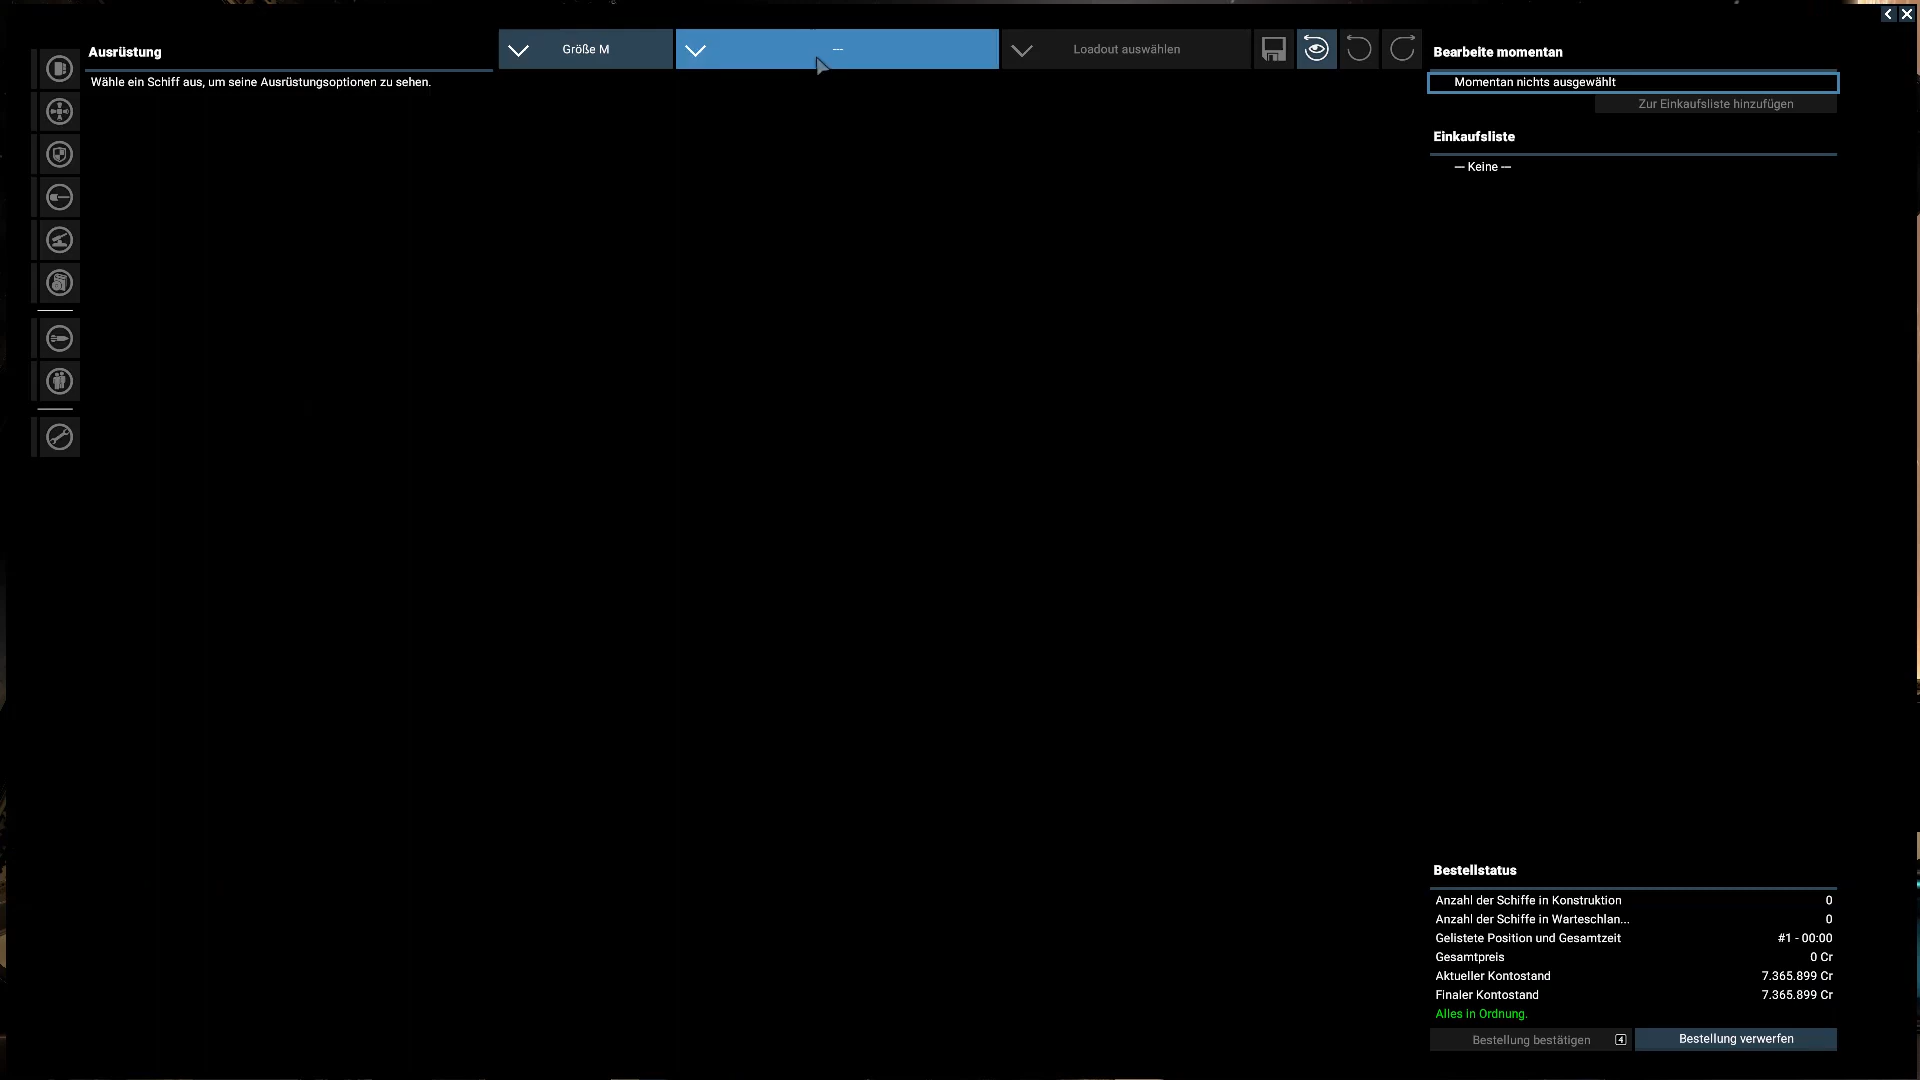 Ausrüstung
Wähle ein Schiff aus, um seine Ausrüstungsoptionen zu sehen.
Größe M
---
Loadout auswählen
Bearbeite momentan
Momentan nichts ausgewählt
Zur Einkaufsliste hinzufügen
Einkaufsliste
--- Keine ---
Bestellstatus
Anzahl der Schiffe in Konstruktion 0
Anzahl der Schiffe in Warteschlan... 0
Gelistete Position und Gesamtzeit #1 - 00:00
Gesamtpreis 0 Cr
Aktueller Kontostand 7.365.899 Cr
Finaler Kontostand 7.365.899 Cr
Alles in Ordnung.
Bestellung bestätigen 4
Bestellung verwerfen